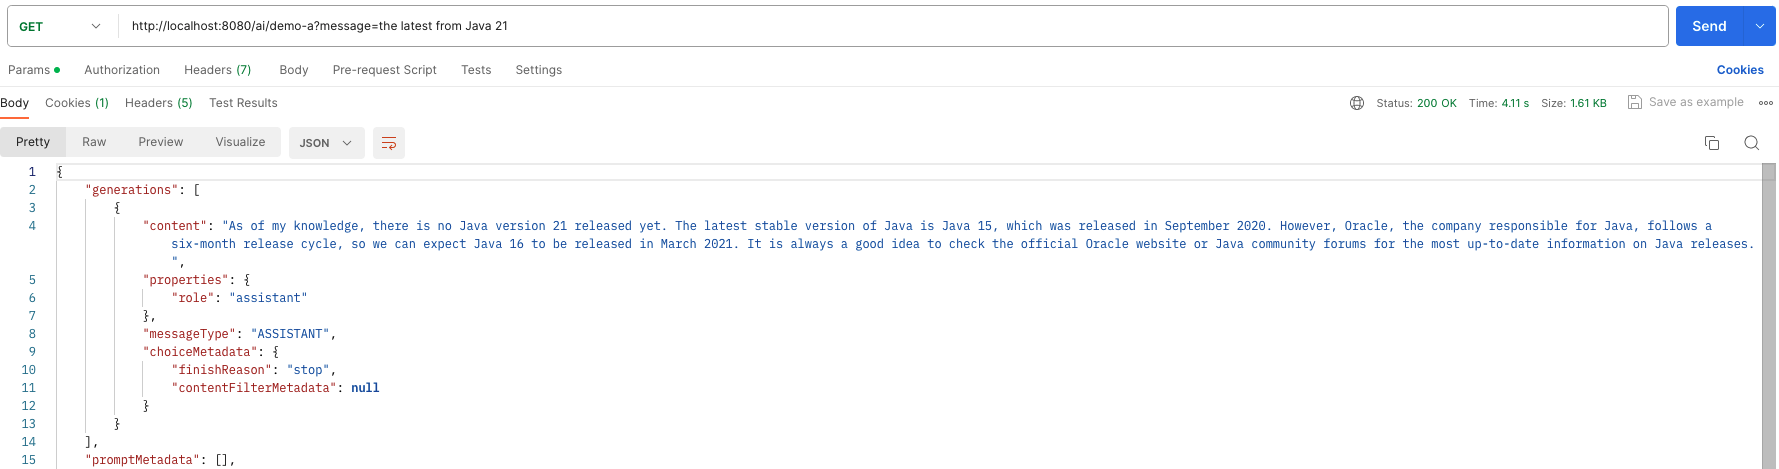 GET http://localhost:8080/ai/demo-a?message=the latest from Java 21 Send
Params Authorization Headers (7) Body Pre-request Script Tests Settings Cookies
Body Cookies (1) Headers (5) Test Results Status: 200 OK Time: 4.11 s Size: 1.61 KB Save as example
Pretty Raw Preview Visualize JSON
1 {
2 "generations": [
3 {
4 "content": "As of my knowledge, there is no Java version 21 released yet. The latest stable version of Java is Java 15, which was released in September 2020. However, Oracle, the company responsible for Java, follows a
six-month release cycle, so we can expect Java 16 to be released in March 2021. It is always a good idea to check the official Oracle website or Java community forums for the most up-to-date information on Java releases.
",
5 "properties": {
6 "role": "assistant"
7 },
8 "messageType": "ASSISTANT",
9 "choiceMetadata": {
10 "finishReason": "stop",
11 "contentFilterMetadata": null
12 }
13 }
14 ],
15 "promptMetadata": [],